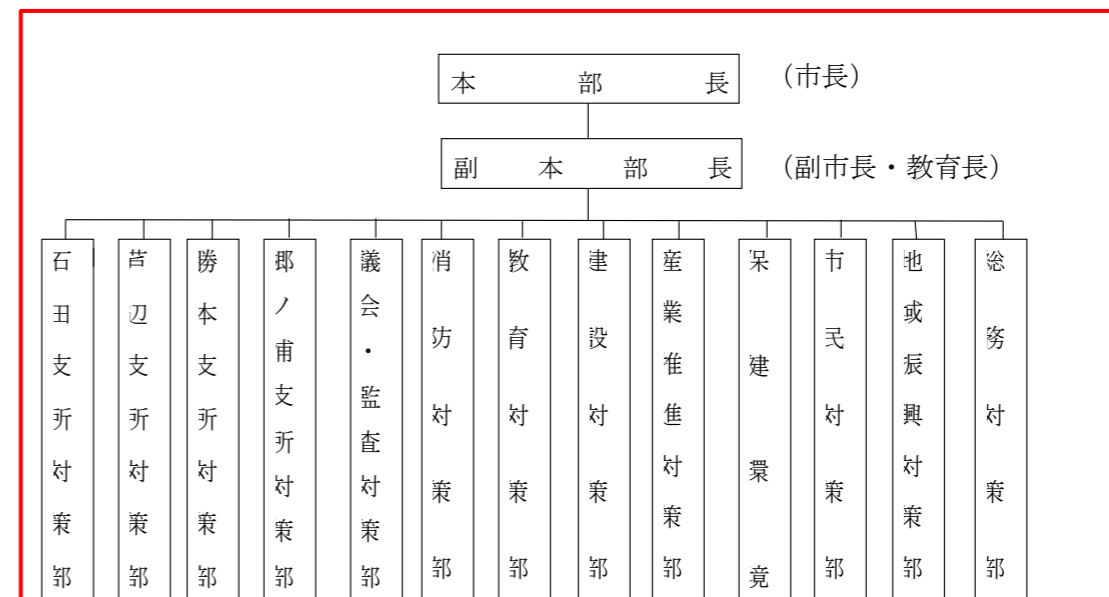 本部長
(市長)
副本部長
(副市長・教育長)
総務対策部
地域振興対策部
市民対策部
保健環境
産業推進対策部
建設対策部
教育対策部
消防対策部
議会・監査対策部
郷ノ浦支所対策部
勝本支所対策部
芦辺支所対策部
石田支所対策部